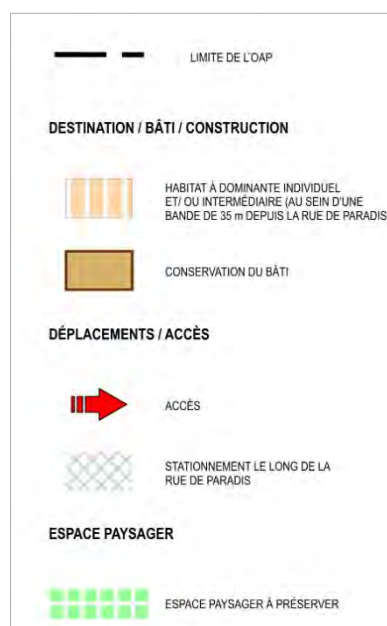 LIMITE DE L'OAP
DESTINATION / BÂTI / CONSTRUCTION
HABITAT À DOMINANTE INDIVIDUEL
ET/ OU INTERMÉDIAIRE (AU SEIN D'UNE
BANDE DE 35 m DEPUIS LA RUE DE PARADIS
CONSERVATION DU BÂTI
DÉPLACEMENTS / ACCÈS
ACCÈS
STATIONNEMENT LE LONG DE LA
RUE DE PARADIS
ESPACE PAYSAGER
ESPACE PAYSAGER À PRÉSERVER